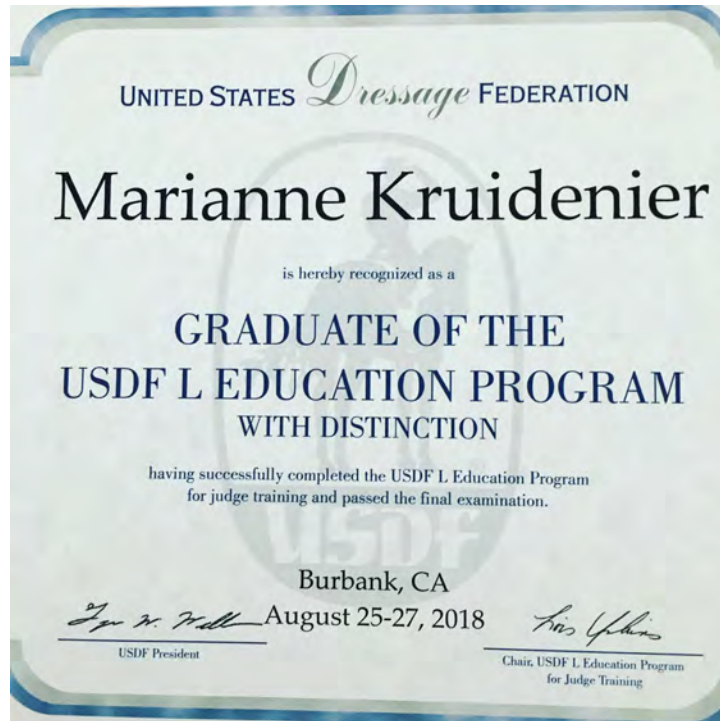 UNITED STATES Dressage FEDERATION
Marianne Kruidenier
is hereby recognized as a
GRADUATE OF THE
USDF L EDUCATION PROGRAM
WITH DISTINCTION
having successfully completed the USDF L Education Program
for judge training and passed the final examination.
USDF
Burbank, CA
August 25-27, 2018
USDF President
Chair, USDF L Education Program
for Judge Training